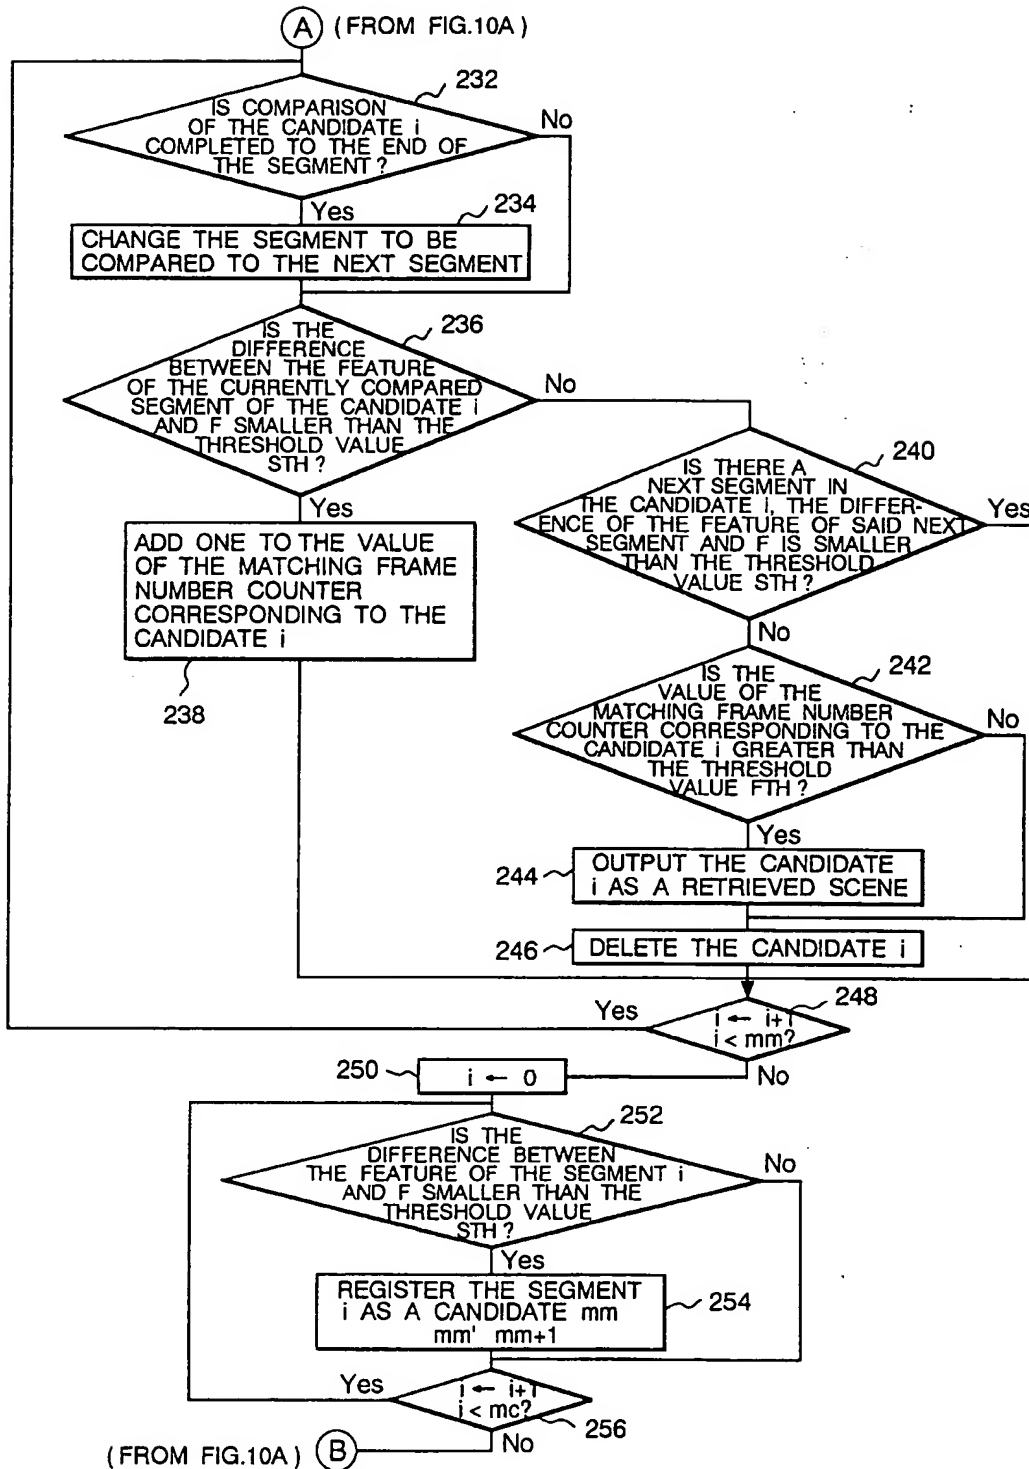 A (FROM FIG.10A)
232
IS COMPARISON
OF THE CANDIDATE i
COMPLETED TO THE END OF
THE SEGMENT?
No
Yes
234
CHANGE THE SEGMENT TO BE
COMPARED TO THE NEXT SEGMENT
236
IS THE
DIFFERENCE
BETWEEN THE FEATURE
OF THE CURRENTLY COMPARED
SEGMENT OF THE CANDIDATE i
AND F SMALLER THAN THE
THRESHOLD VALUE
STH?
No
Yes
240
IS THERE A
NEXT SEGMENT IN
THE CANDIDATE i, THE DIFFER-
ENCE OF THE FEATURE OF SAID NEXT
SEGMENT AND F IS SMALLER
THAN THE THRESHOLD
VALUE STH?
Yes
No
ADD ONE TO THE VALUE
OF THE MATCHING FRAME
NUMBER COUNTER
CORRESPONDING TO THE
CANDIDATE i
238
242
IS THE
VALUE OF THE
MATCHING FRAME NUMBER
COUNTER CORRESPONDING TO THE
CANDIDATE i GREATER THAN
THE THRESHOLD
VALUE FTH?
No
Yes
244
OUTPUT THE CANDIDATE
i AS A RETRIEVED SCENE
246
DELETE THE CANDIDATE i
248
i ← i+1
i < mm?
Yes
No
250
i ← 0
252
IS THE
DIFFERENCE BETWEEN
THE FEATURE OF THE SEGMENT i
AND F SMALLER THAN THE
THRESHOLD VALUE
STH?
No
Yes
REGISTER THE SEGMENT
i AS A CANDIDATE mm
mm' mm+1
254
i ← i+1
i < mc?
Yes
256
No
(FROM FIG.10A) B